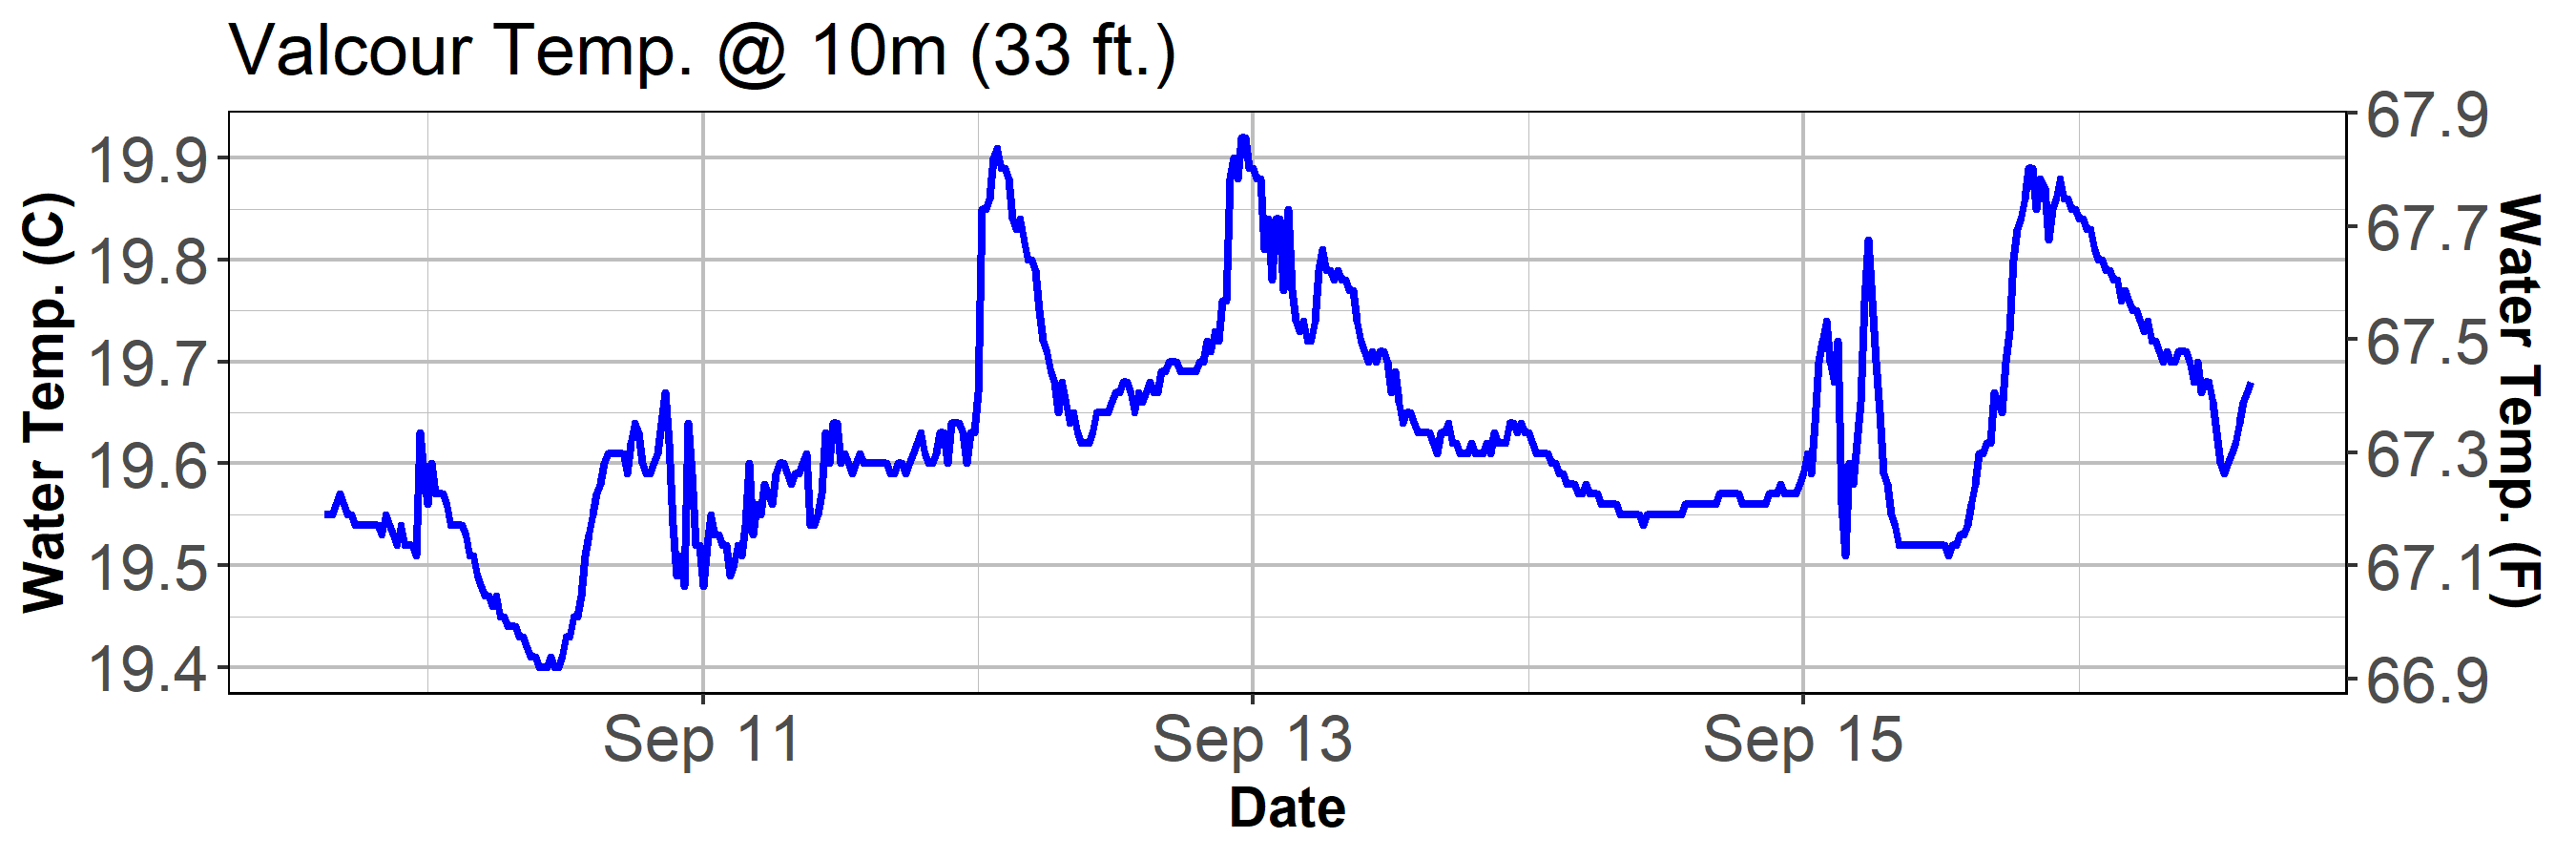 Valcour Temp. @ 10m (33 ft.)
Water Temp. (C)
19.9
19.8
19.7
19.6
19.5
19.4
67.9
67.7
67.5
67.3
67.1
66.9
Water Temp. (F)
Sep 11
Sep 13
Sep 15
Date